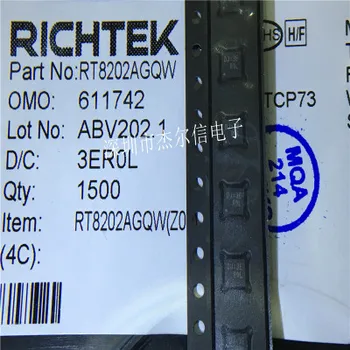 RICHTEK
Part No:RT8202AGQW
OMO: 611742
Lot No: ABV202.1
D/C: 3ER0L
Qty: 1500
Item: RT8202AGQW(Z0
(4C):
深圳市杰尔信电子
HS
H/F
TCP73
MQA
214